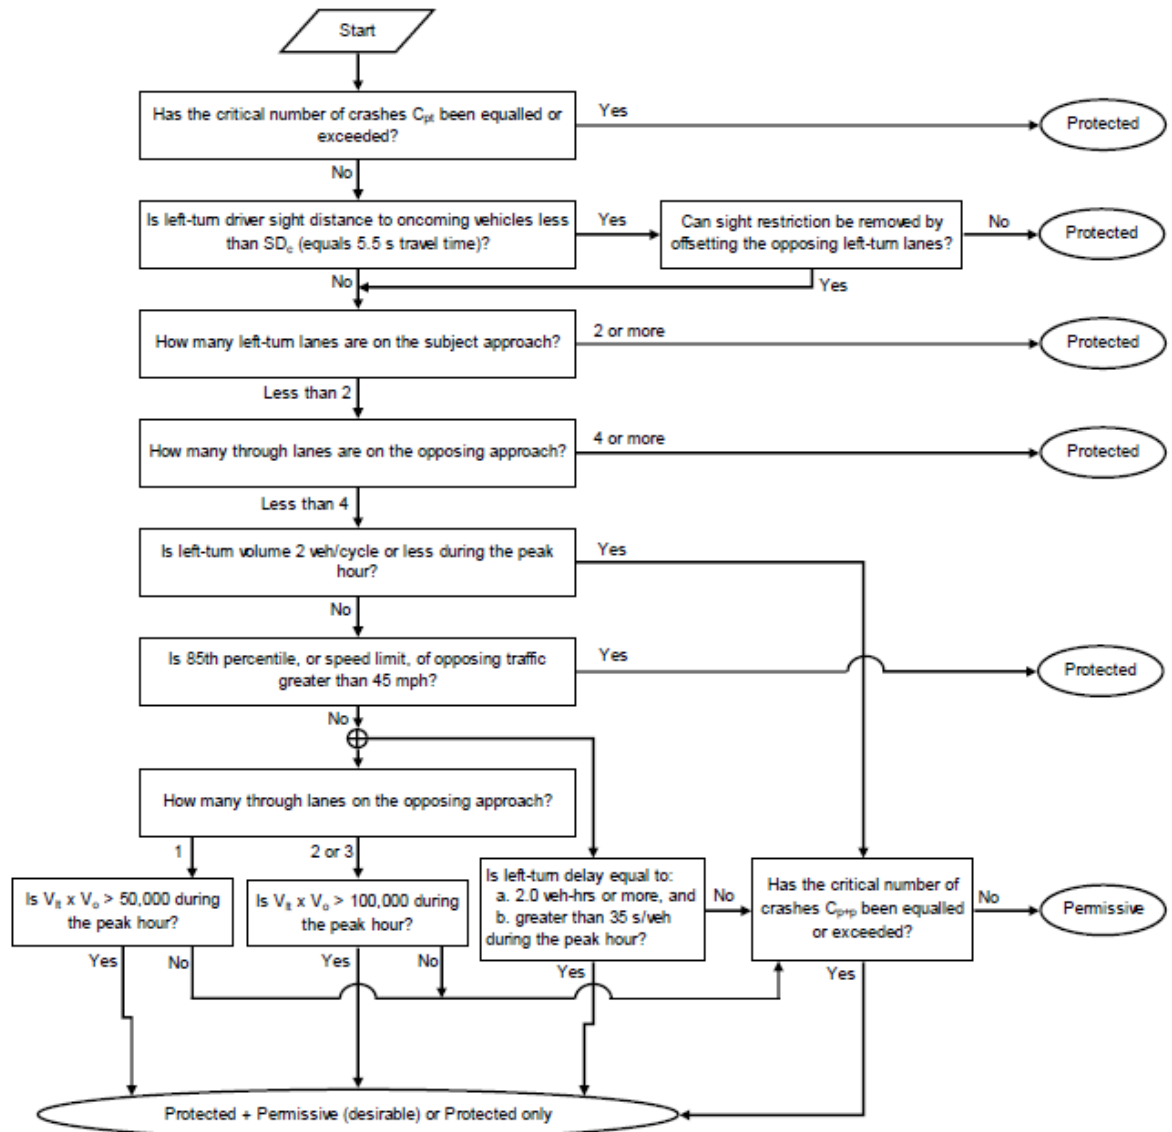 Start
Has the critical number of crashes Cpt been equalled or
exceeded?
Yes
Protected
No
Is left-turn driver sight distance to oncoming vehicles less
than SDc (equals 5.5 s travel time)?
Yes
Can sight restriction be removed by
offsetting the opposing left-turn lanes?
No
Protected
No
Yes
How many left-turn lanes are on the subject approach?
2 or more
Protected
Less than 2
How many through lanes are on the opposing approach?
4 or more
Protected
Less than 4
Is left-turn volume 2 veh/cycle or less during the peak
hour?
Yes
No
Is 85th percentile, or speed limit, of opposing traffic
greater than 45 mph?
Yes
Protected
No
How many through lanes on the opposing approach?
1
2 or 3
Is Vlt x Vo > 50,000 during
the peak hour?
Is Vlt x Vo > 100,000 during
the peak hour?
Is left-turn delay equal to:
a. 2.0 veh-hrs or more, and
b. greater than 35 s/veh
during the peak hour?
No
Has the critical number of
crashes Cp+p been equalled
or exceeded?
No
Permissive
Yes
No
Yes
No
Yes
Yes
Protected + Permissive (desirable) or Protected only